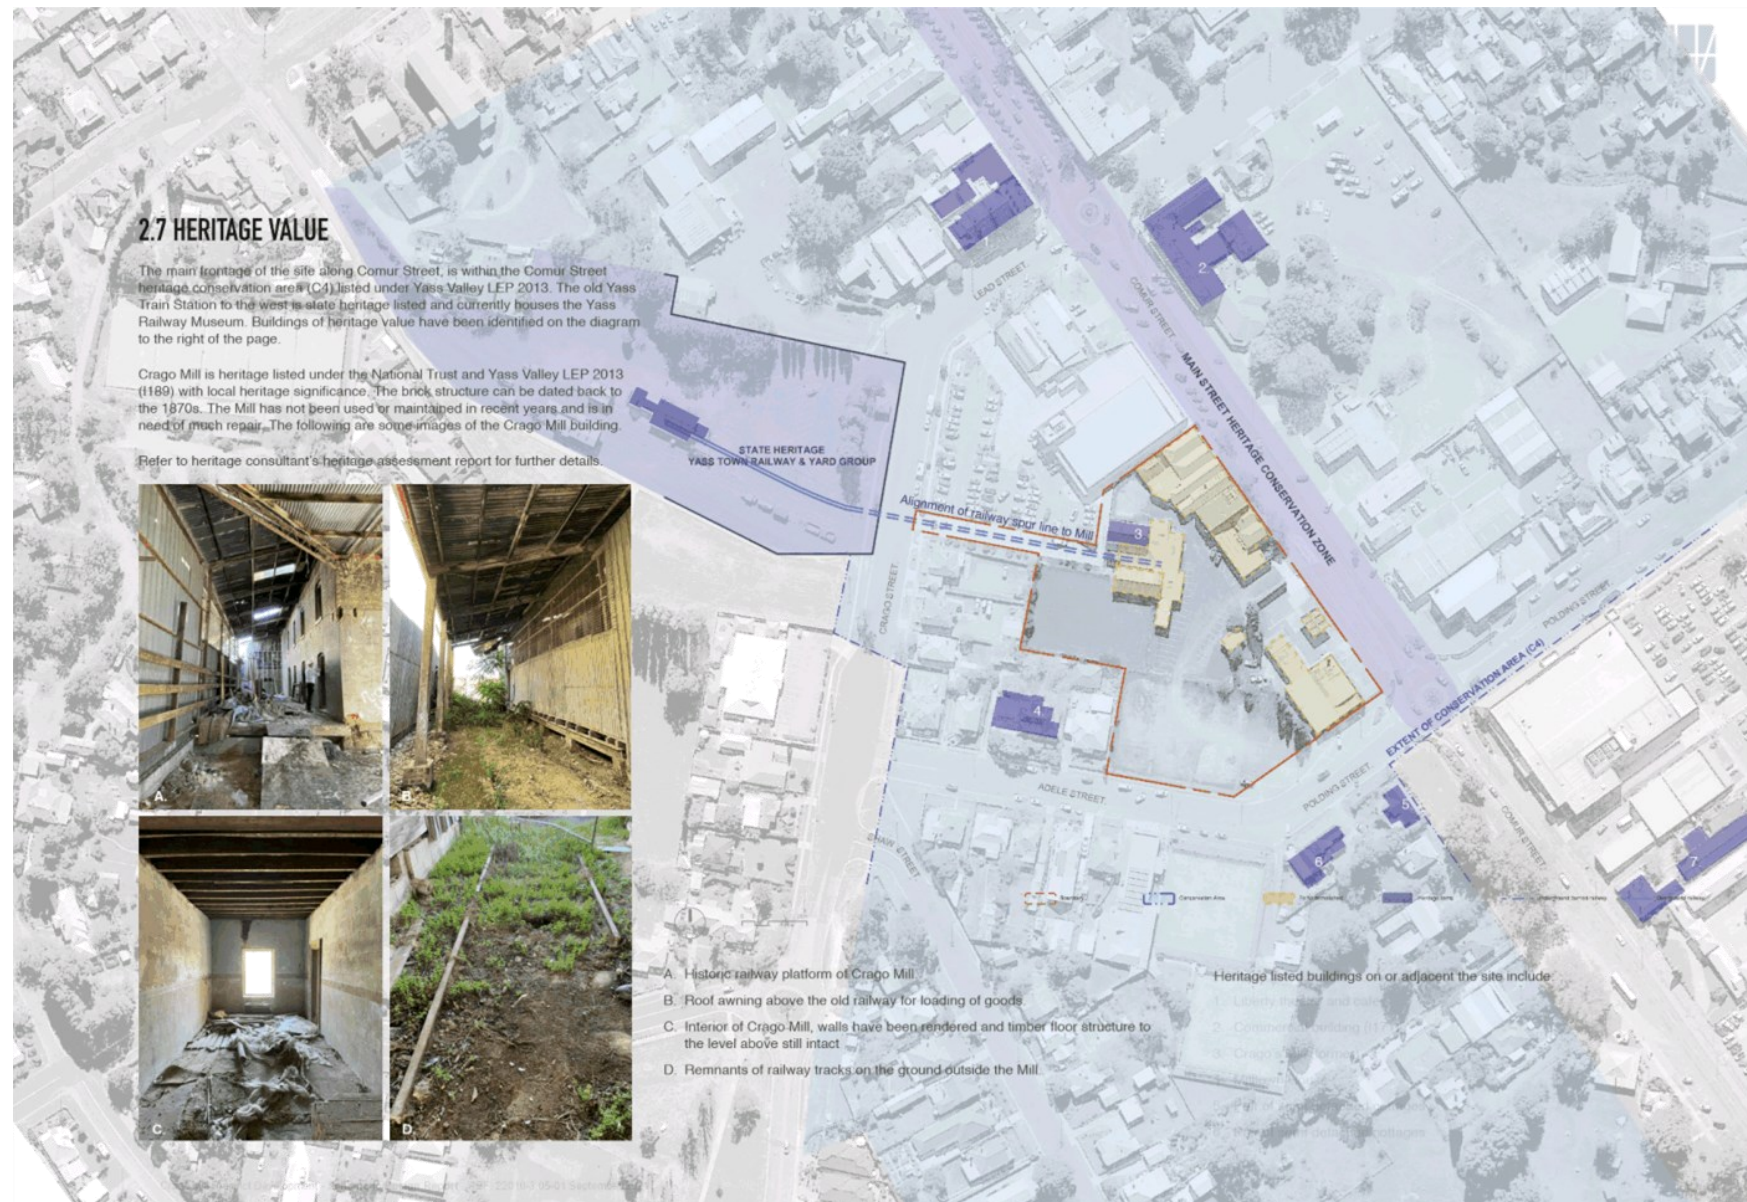 2.7 HERITAGE VALUE
The main frontage of the site along Comur Street, is within the Comur Street
heritage conservation area (C4) listed under Yass Valley LEP 2013. The old Yass
Train Station to the west is state heritage listed and currently houses the Yass
Railway Museum. Buildings of heritage value have been identified on the diagram
to the right of the page.
Crago Mill is heritage listed under the National Trust and Yass Valley LEP 2013
(I189) with local heritage significance. The brick structure can be dated back to
the 1870s. The Mill has not been used or maintained in recent years and is in
need of much repair. The following are some images of the Crago Mill building.
Refer to heritage consultant's heritage assessment report for further details.
STATE HERITAGE
YASS TOWN RAILWAY & YARD GROUP
Alignment of railway spur line to Mill
LEAD STREET.
COMUR STREET.
MAIN STREET HERITAGE CONSERVATION ZONE
CRAGO STREET.
POLDING STREET.
EXTENT OF CONSERVATION AREA (C4)
ADELE STREET.
POLDING STREET.
SHAW STREET.
COMUR STREET.
2.
3.
4.
5
6
7
A.
B.
C
D.
Boundary
Conservation Area
Heritage items
A. Historic railway platform of Crago Mill
B. Roof awning above the old railway for loading of goods.
C. Interior of Crago Mill, walls have been rendered and timber floor structure to
the level above still intact
D. Remnants of railway tracks on the ground outside the Mill.
Heritage listed buildings on or adjacent the site include:
1. Liberty
2. Commercial building
3. Crago
cottages